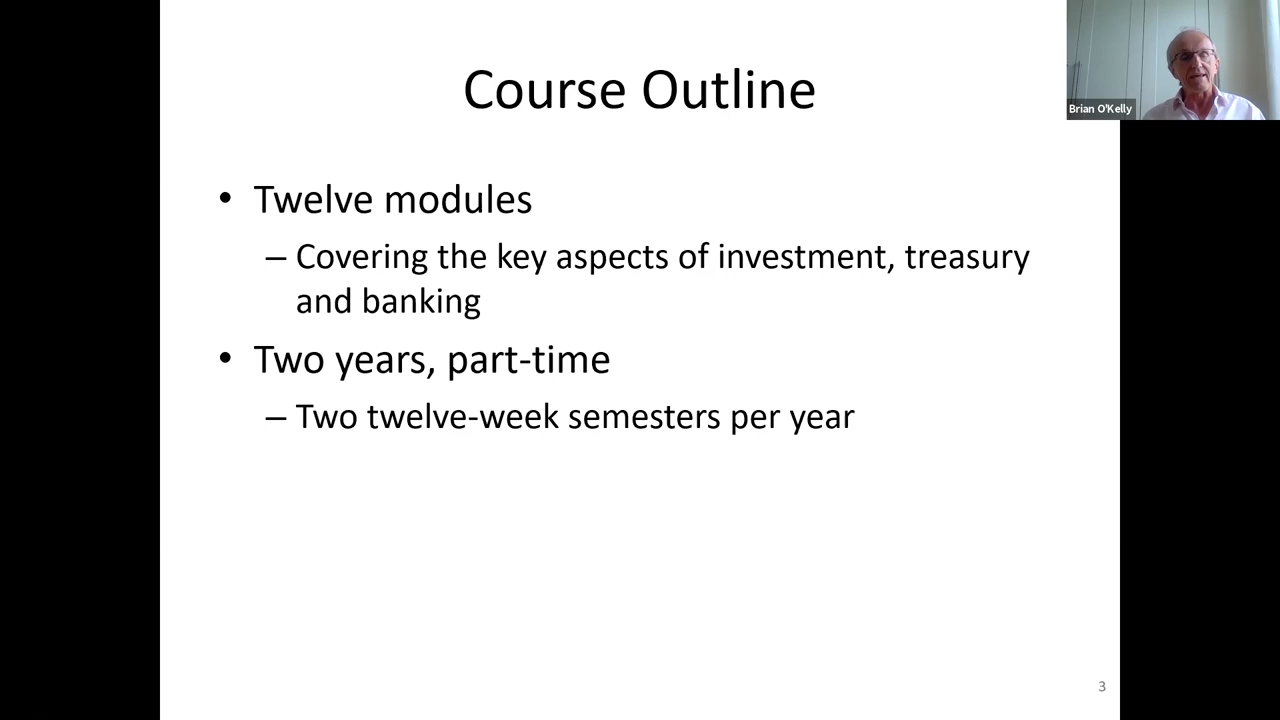 Course Outline
Brian O'Kelly
• Twelve modules
– Covering the key aspects of investment, treasury
and banking
• Two years, part-time
– Two twelve-week semesters per year
3